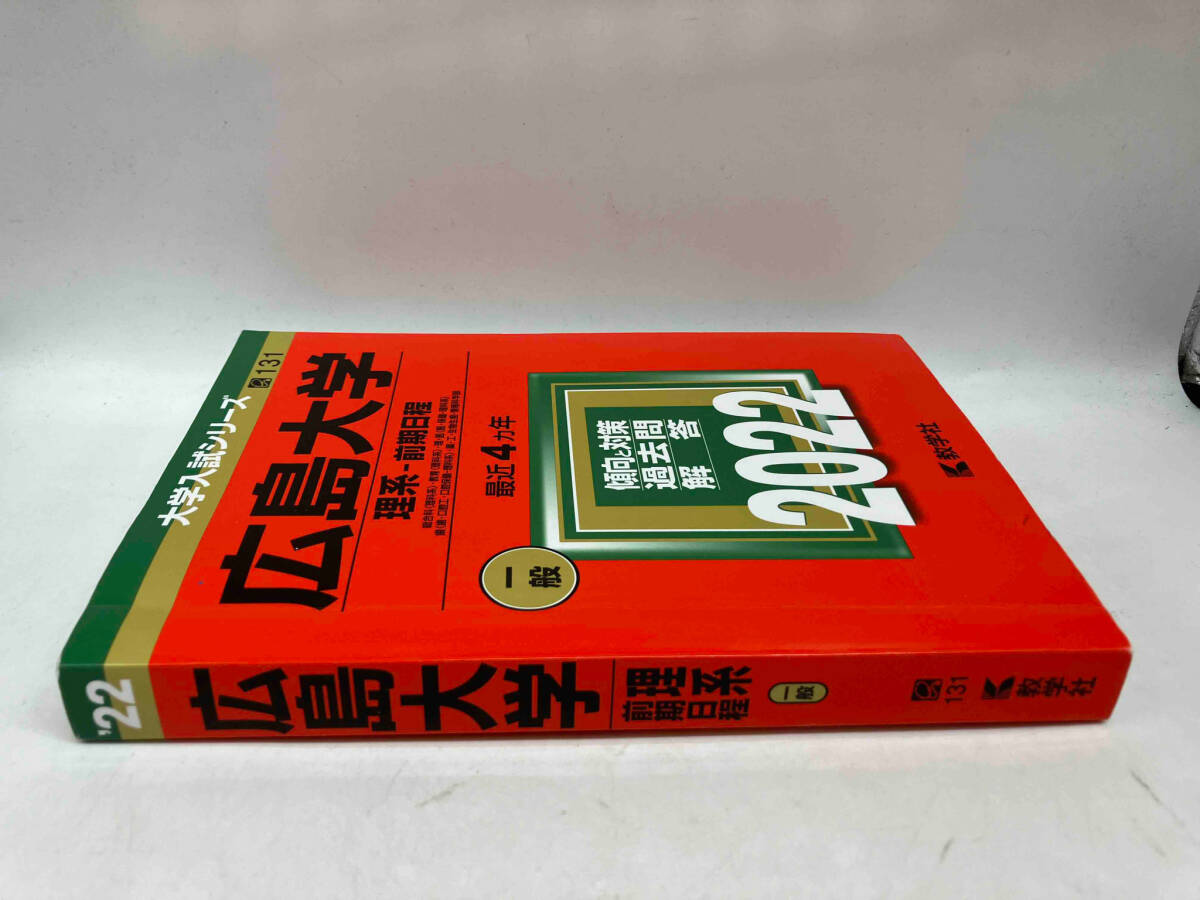 大学入試シリーズ
131
広島大学
理系-前期日程
最近4ヵ年
一般
傾向と対策
過去問
解答
2022
教学社
'22
広島大学
理系
前期日程
一般
131
教学社